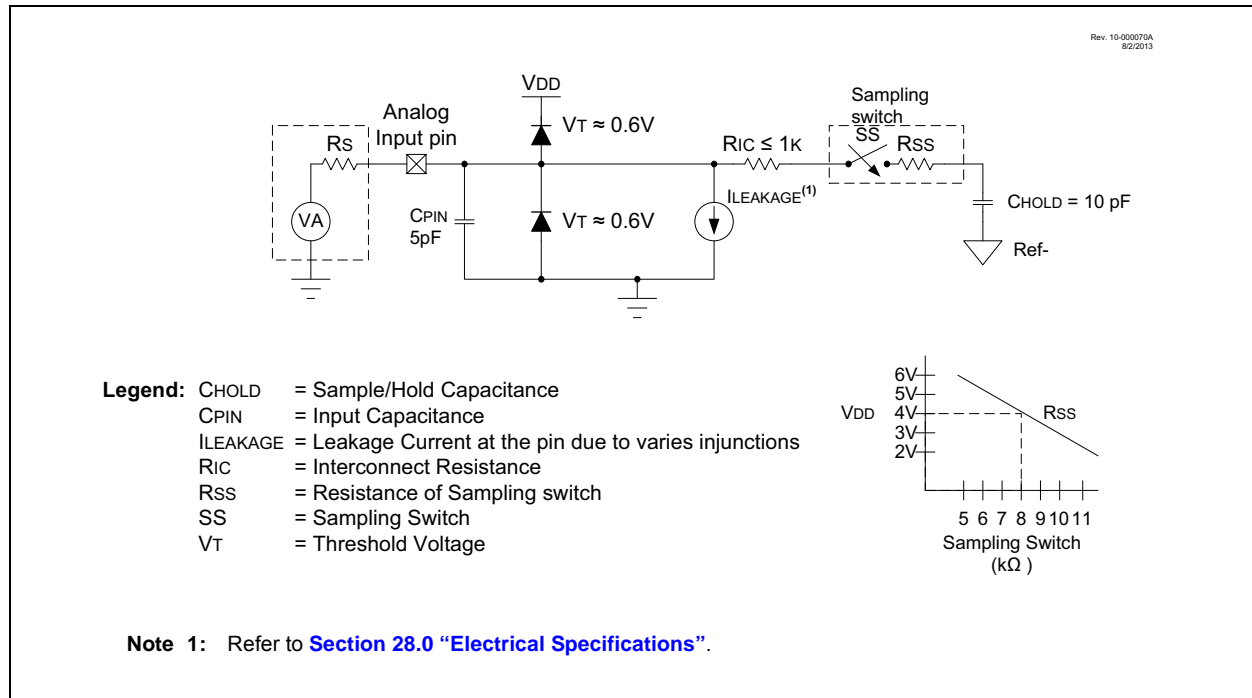 Rev. 10-000070A
8/2/2013
VDD
Analog
Input pin
Sampling
switch
VT ≈ 0.6V
RS
RIC ≤ 1K
SS
RSS
ILEAKAGE(1)
VA
CPIN
5pF
VT ≈ 0.6V
CHOLD = 10 pF
Ref-
Legend: CHOLD = Sample/Hold Capacitance
CPIN = Input Capacitance
ILEAKAGE = Leakage Current at the pin due to varies injunctions
RIC = Interconnect Resistance
RSS = Resistance of Sampling switch
SS = Sampling Switch
VT = Threshold Voltage
6V
5V
VDD 4V
3V
2V
RSS
5 6 7 8 9 10 11
Sampling Switch
(kΩ )
Note 1: Refer to Section 28.0 “Electrical Specifications”.